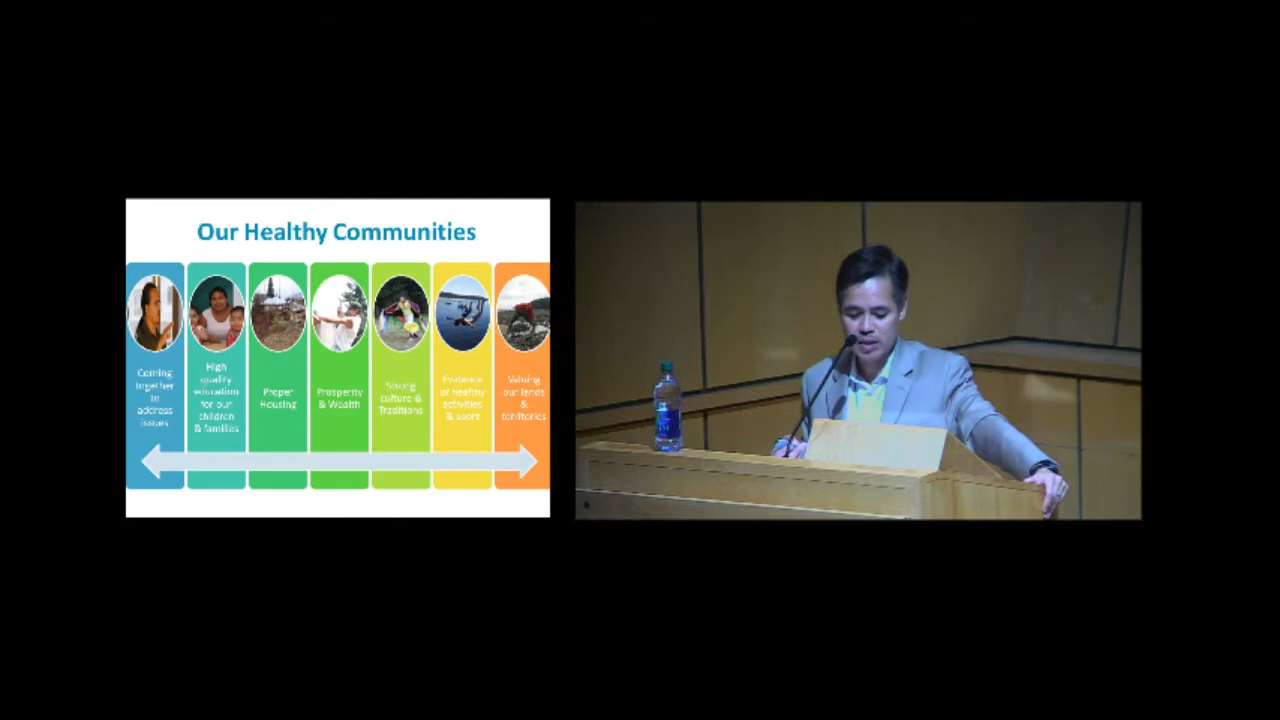 Our Healthy Communities
Coming
together
to
address
issues
High
quality
education
for our
children
& families
Proper
Housing
Prosperity
& Wealth
Strong
culture &
Traditions
Evidence
of healthy
activities
& sport
Valuing
our lands
&
territories